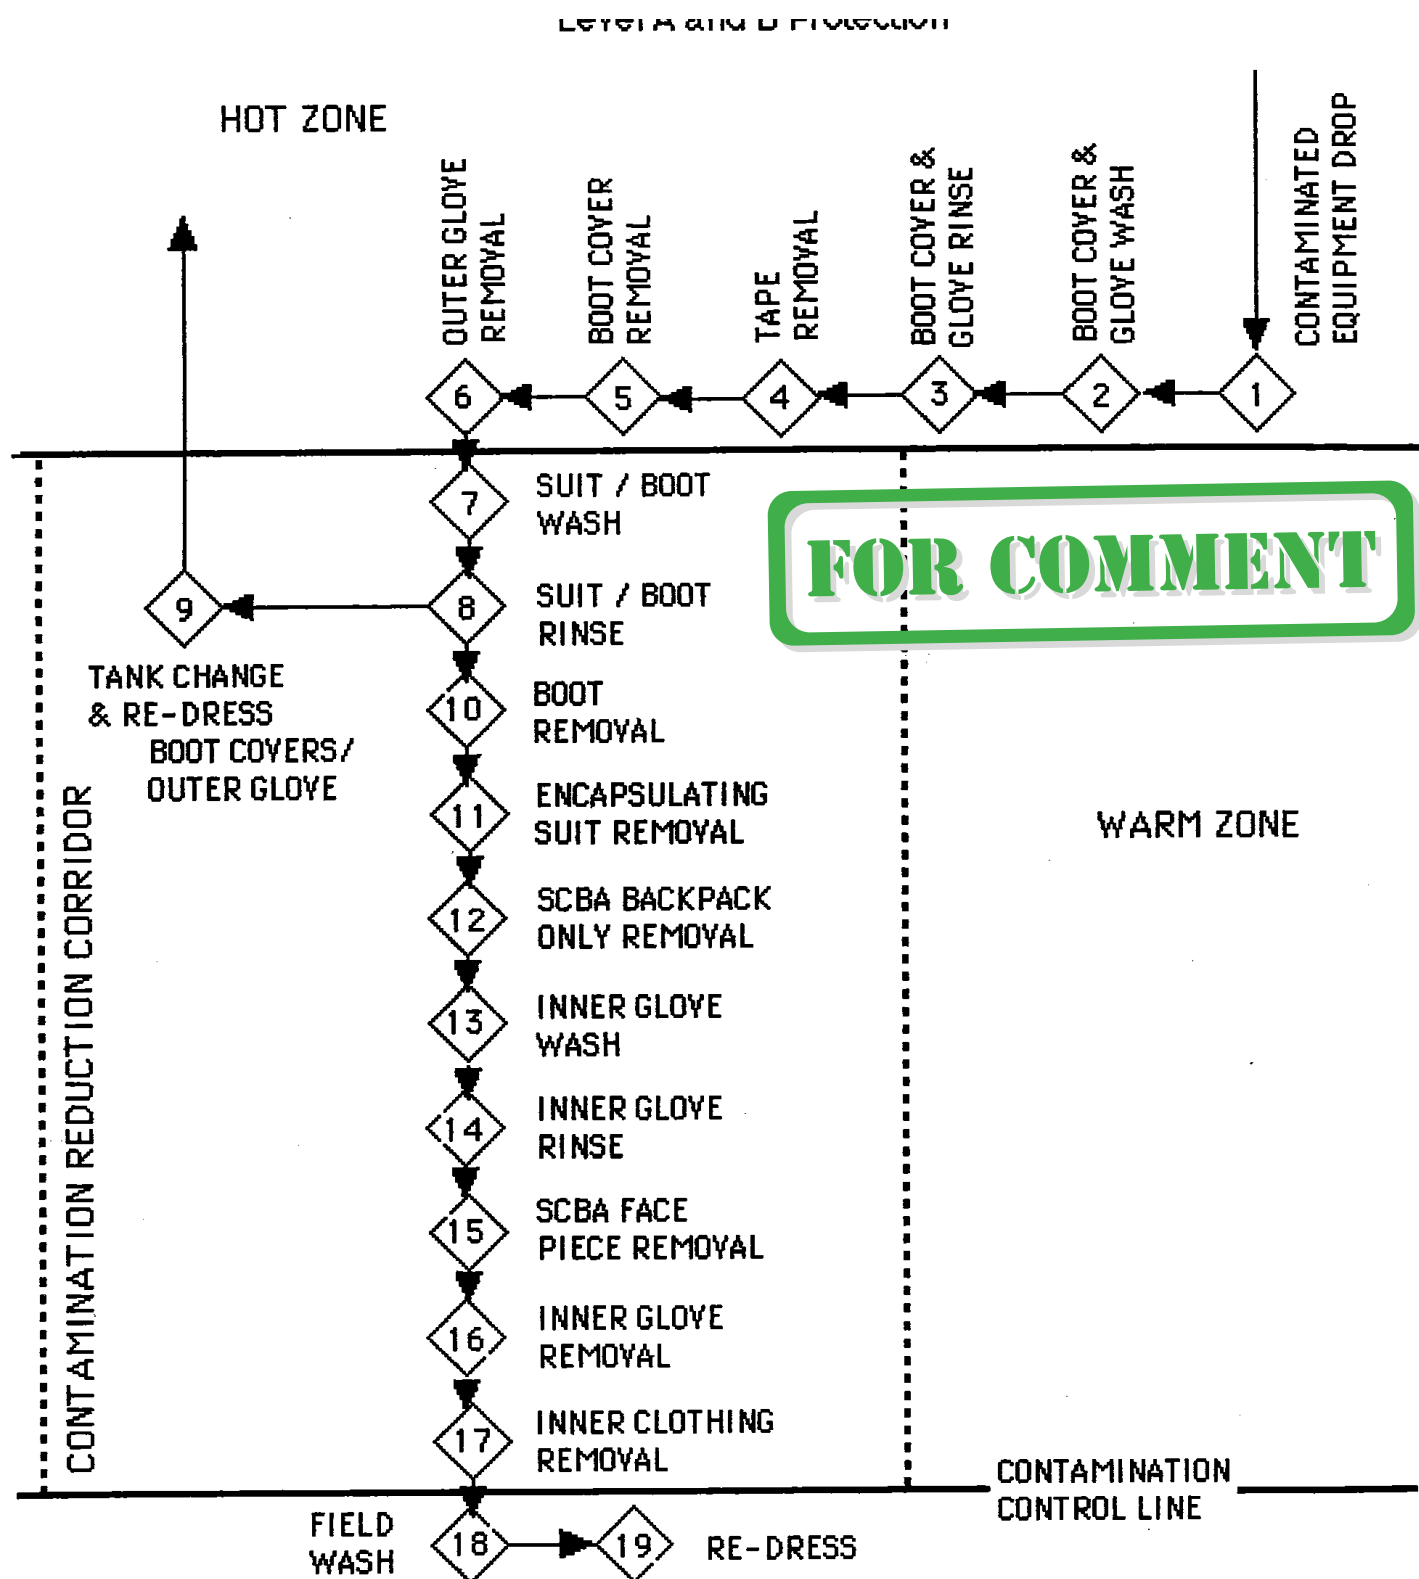 Level A and B Protection
HOT ZONE
OUTER GLOVE
REMOVAL
BOOT COVER
REMOVAL
TAPE
REMOVAL
BOOT COVER &
GLOVE RINSE
BOOT COVER &
GLOVE WASH
CONTAMINATED
EQUIPMENT DROP
6
5
4
3
2
1
7
SUIT / BOOT
WASH
FOR COMMENT
9
8
SUIT / BOOT
RINSE
TANK CHANGE
& RE-DRESS
BOOT COVERS/
OUTER GLOVE
10
BOOT
REMOVAL
11
ENCAPSULATING
SUIT REMOVAL
WARM ZONE
CONTAMINATION REDUCTION CORRIDOR
12
SCBA BACKPACK
ONLY REMOVAL
13
INNER GLOVE
WASH
14
INNER GLOVE
RINSE
15
SCBA FACE
PIECE REMOVAL
16
INNER GLOVE
REMOVAL
17
INNER CLOTHING
REMOVAL
CONTAMINATION
CONTROL LINE
FIELD
WASH
18
19
RE-DRESS